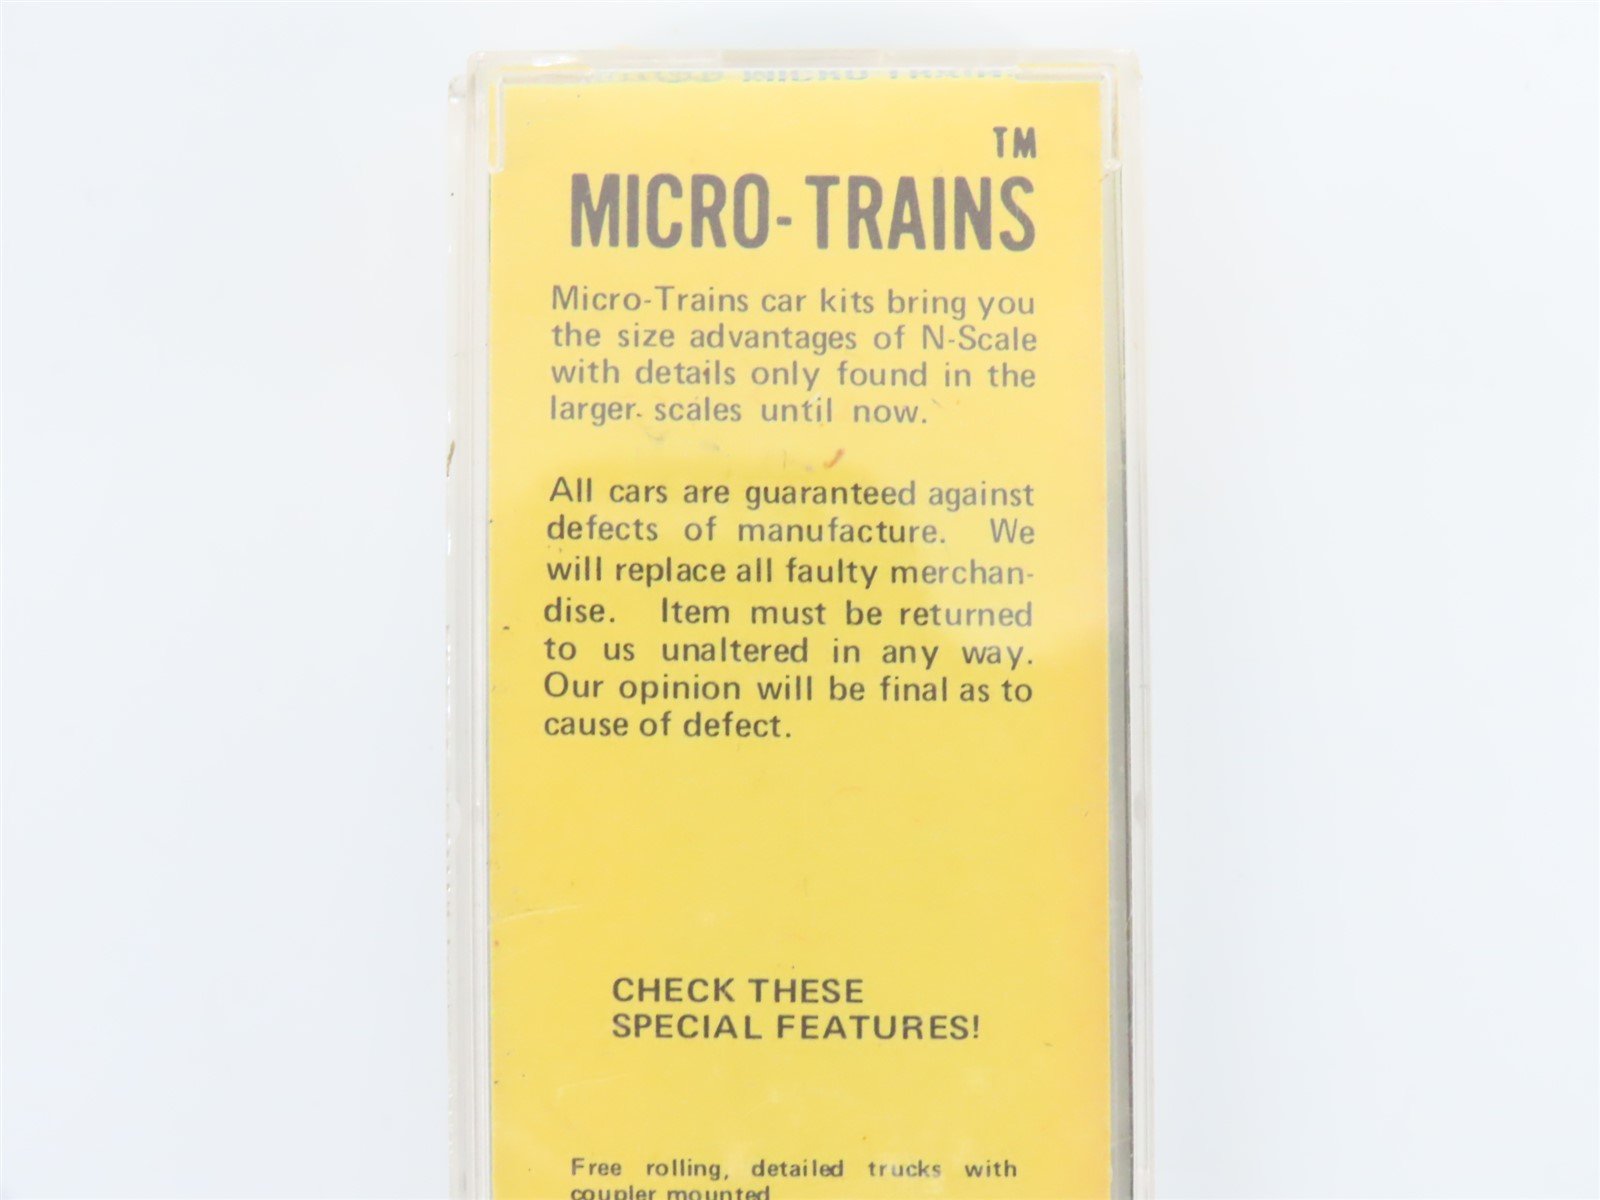 MICRO TRAINS
TM
MICRO-TRAINS
Micro-Trains car kits bring you
the size advantages of N-Scale
with details only found in the
larger scales until now.
All cars are guaranteed against
defects of manufacture. We
will replace all faulty merchan-
dise. Item must be returned
to us unaltered in any way.
Our opinion will be final as to
cause of defect.
CHECK THESE
SPECIAL FEATURES!
Free rolling, detailed trucks with
coupler mounted